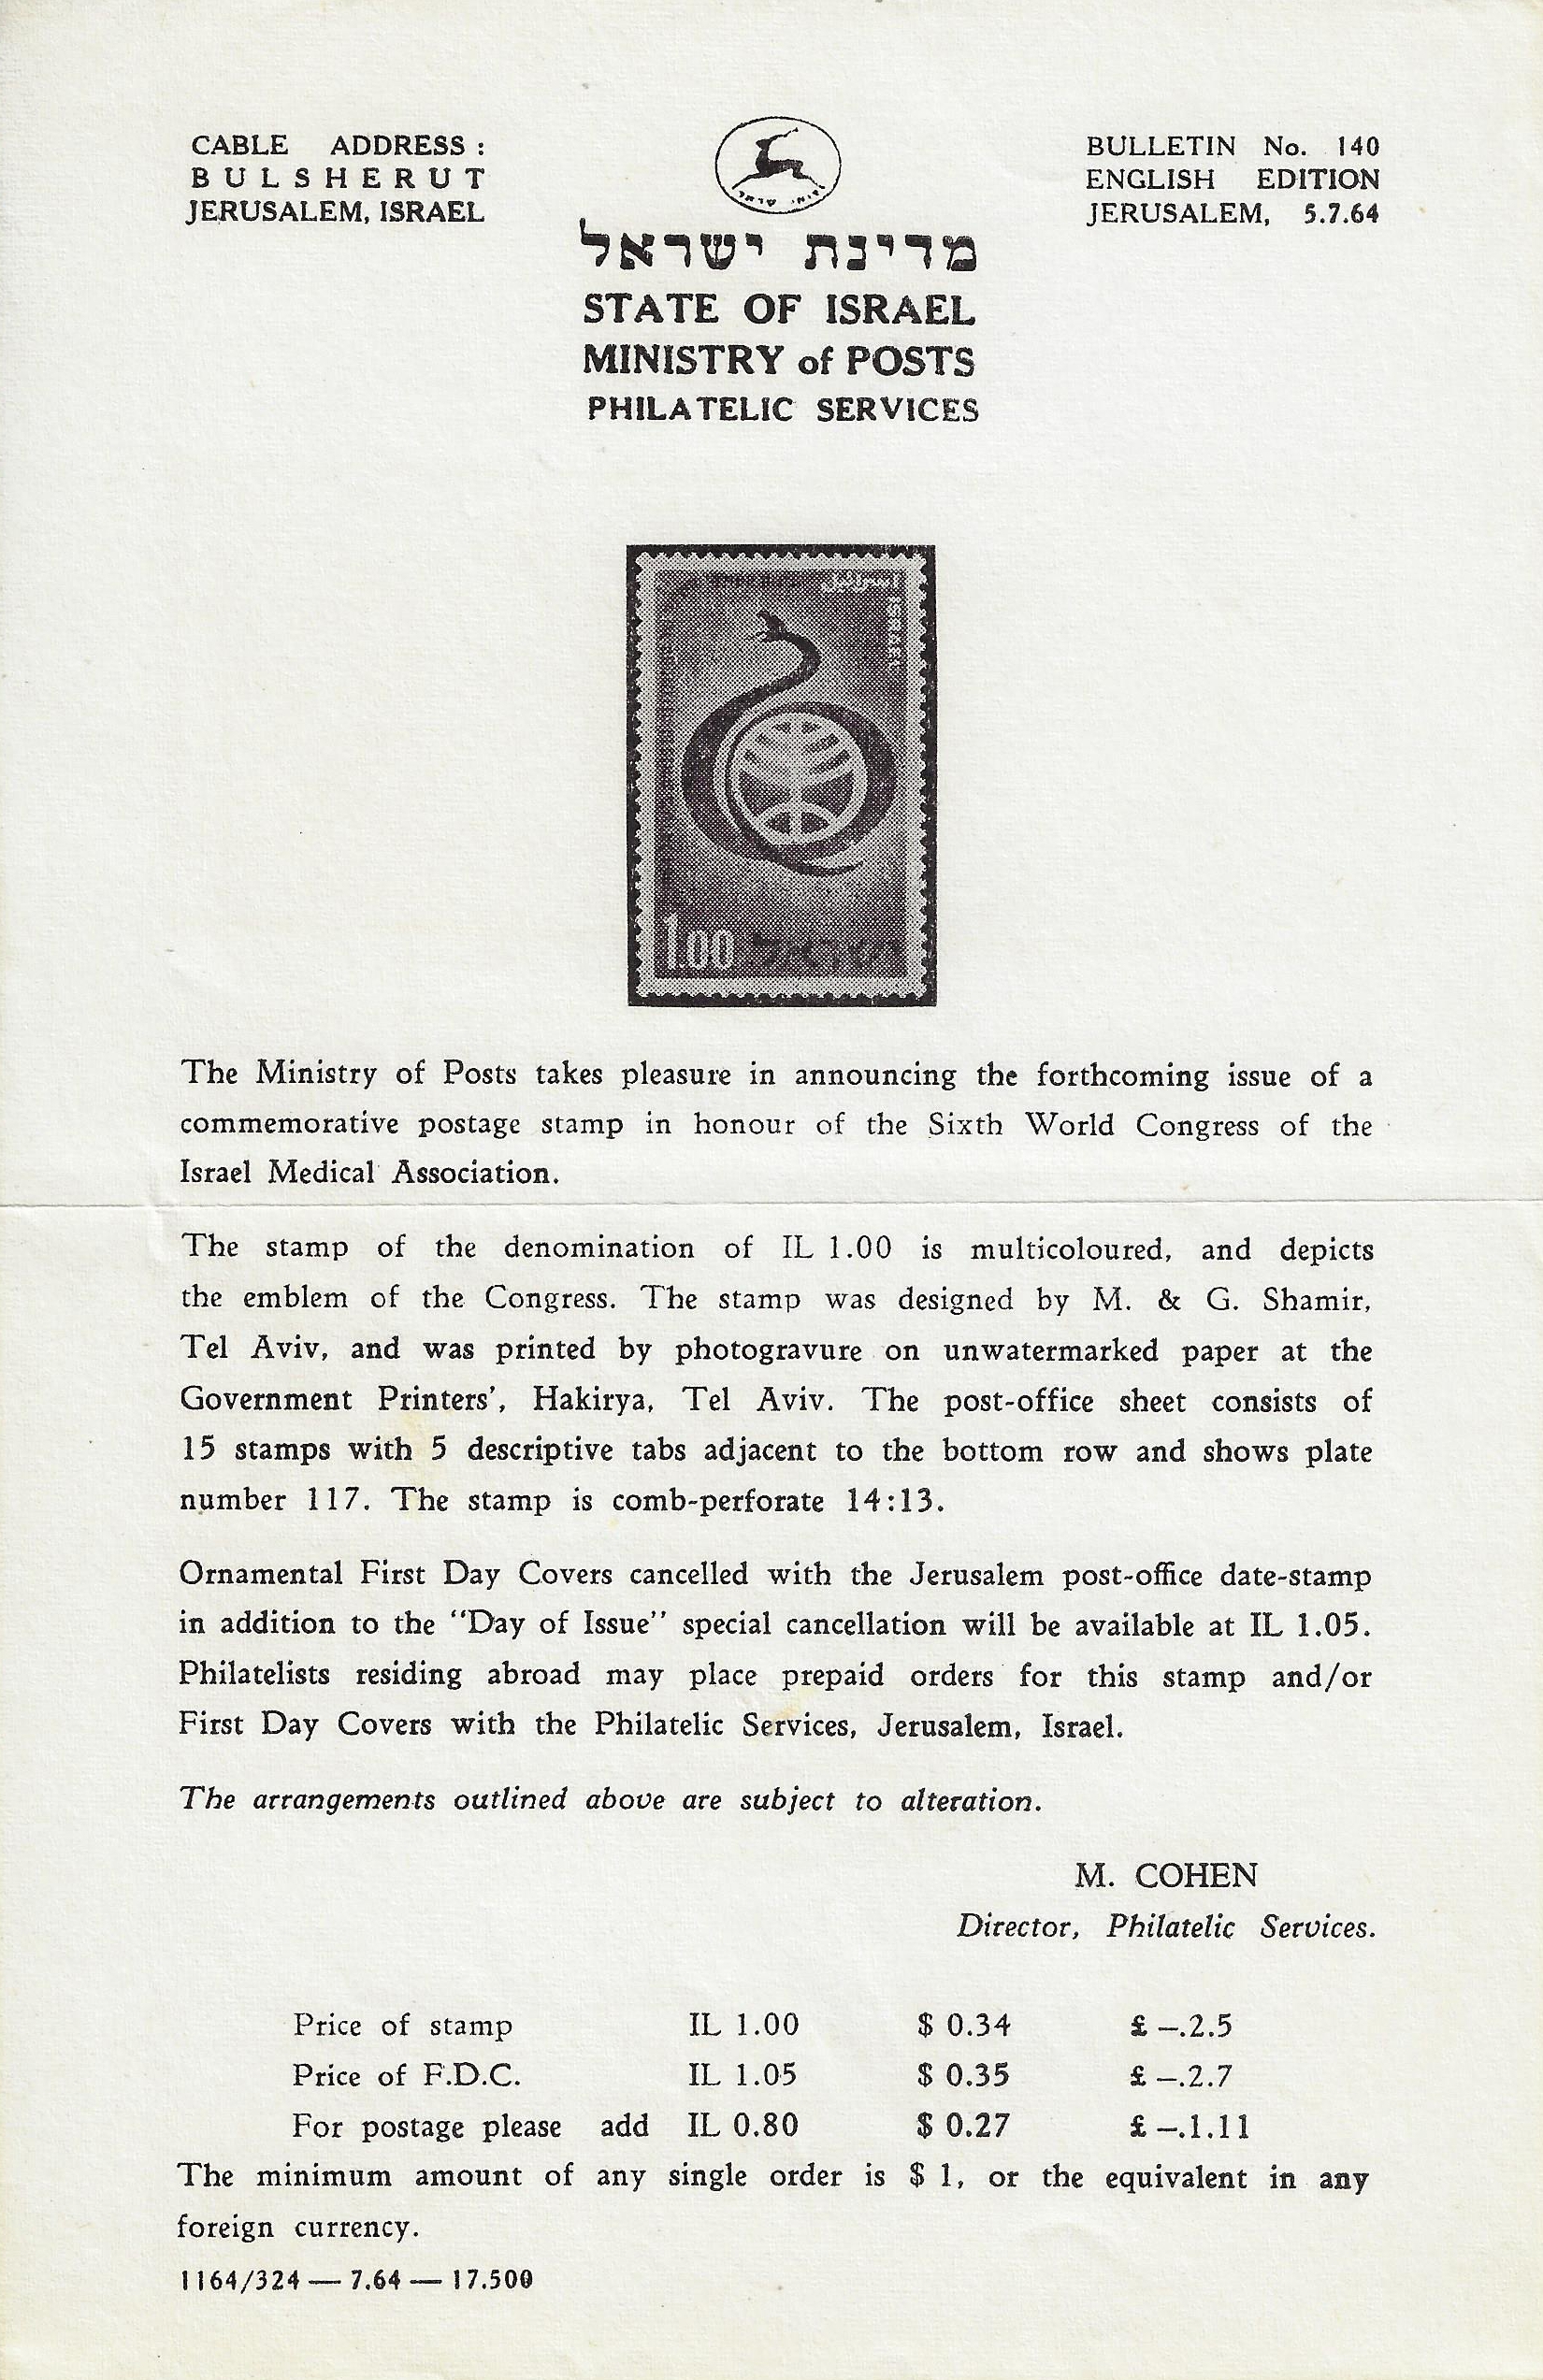 CABLE ADDRESS :
BULSHERUT
JERUSALEM, ISRAEL
BULLETIN No. 140
ENGLISH EDITION
JERUSALEM, 5.7.64
מדינת ישראל
STATE OF ISRAEL
MINISTRY of POSTS
PHILATELIC SERVICES
اسرائيل
ISRAEL
1.00 ישראל
The Ministry of Posts takes pleasure in announcing the forthcoming issue of a
commemorative postage stamp in honour of the Sixth World Congress of the
Israel Medical Association.
The stamp of the denomination of IL 1.00 is multicoloured, and depicts
the emblem of the Congress. The stamp was designed by M. & G. Shamir,
Tel Aviv, and was printed by photogravure on unwatermarked paper at the
Government Printers', Hakirya, Tel Aviv. The post-office sheet consists of
15 stamps with 5 descriptive tabs adjacent to the bottom row and shows plate
number 117. The stamp is comb-perforate 14:13.
Ornamental First Day Covers cancelled with the Jerusalem post-office date-stamp
in addition to the "Day of Issue" special cancellation will be available at IL 1.05.
Philatelists residing abroad may place prepaid orders for this stamp and/or
First Day Covers with the Philatelic Services, Jerusalem, Israel.
The arrangements outlined above are subject to alteration.
M. COHEN
Director, Philatelic Services.
Price of stamp IL 1.00 $ 0.34 £ –.2.5
Price of F.D.C. IL 1.05 $ 0.35 £ –.2.7
For postage please add IL 0.80 $ 0.27 £ –.1.11
The minimum amount of any single order is $ 1, or the equivalent in any
foreign currency.
1164/324 — 7.64 — 17.500